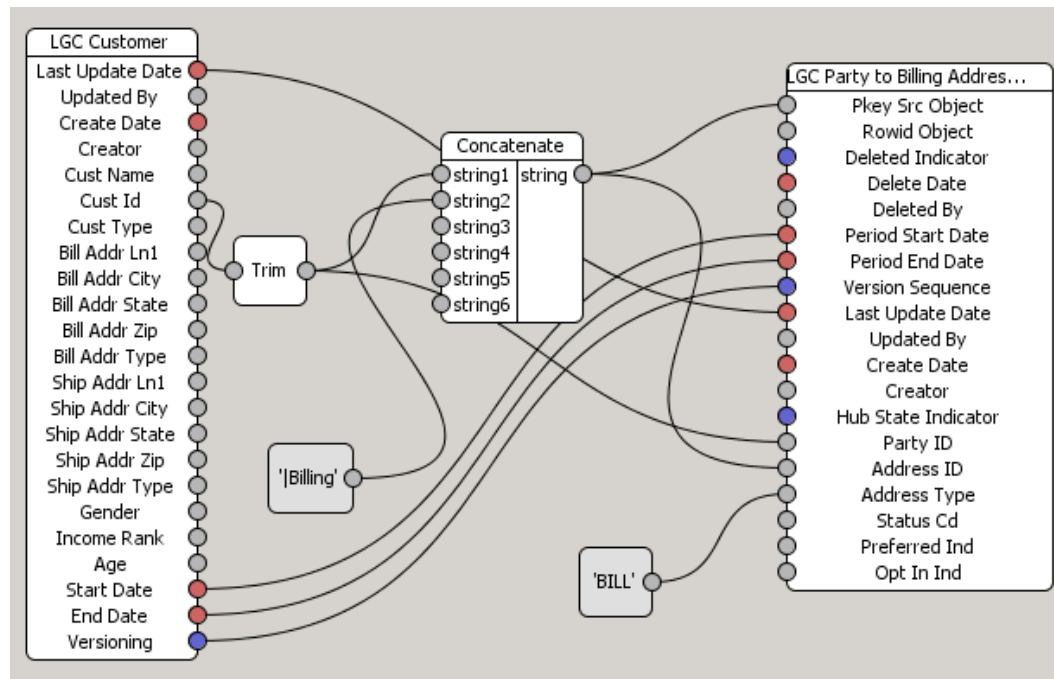 LGC Customer
Last Update Date
Updated By
Create Date
Creator
Cust Name
Cust Id
Cust Type
Bill Addr Ln1
Bill Addr City
Bill Addr State
Bill Addr Zip
Bill Addr Type
Ship Addr Ln1
Ship Addr City
Ship Addr State
Ship Addr Zip
Ship Addr Type
Gender
Income Rank
Age
Start Date
End Date
Versioning
Trim
'|Billing'
Concatenate
string1 string
string2
string3
string4
string5
string6
'BILL'
LGC Party to Billing Addres...
Pkey Src Object
Rowid Object
Deleted Indicator
Delete Date
Deleted By
Period Start Date
Period End Date
Version Sequence
Last Update Date
Updated By
Create Date
Creator
Hub State Indicator
Party ID
Address ID
Address Type
Status Cd
Preferred Ind
Opt In Ind